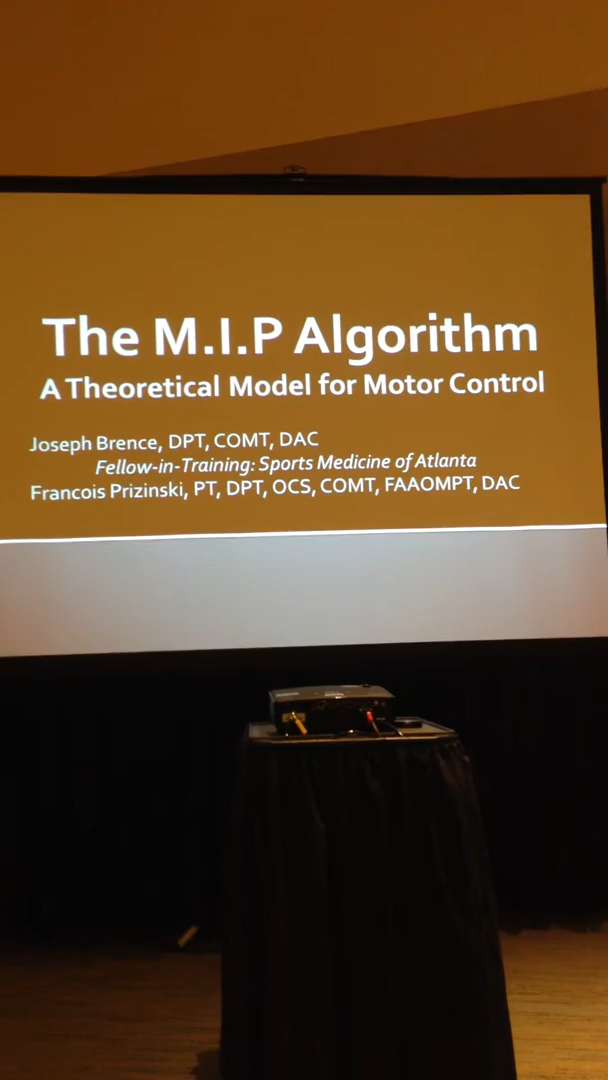 The M.I.P Algorithm
A Theoretical Model for Motor Control
Joseph Brence, DPT, COMT, DAC
Fellow-in-Training: Sports Medicine of Atlanta
Francois Prizinski, PT, DPT, OCS, COMT, FAAOMPT, DAC